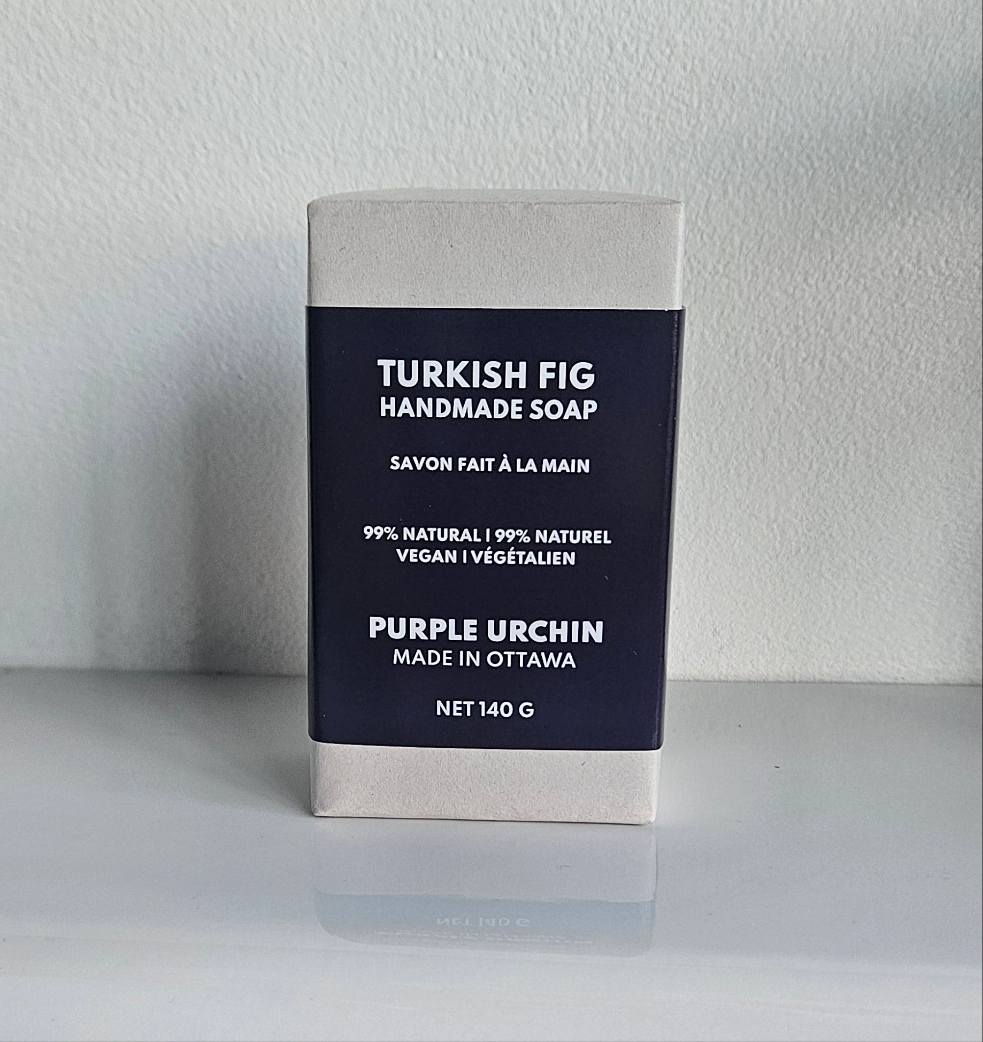 TURKISH FIG
HANDMADE SOAP
SAVON FAIT À LA MAIN
99% NATURAL | 99% NATUREL
VEGAN | VÉGÉTALIEN
PURPLE URCHIN
MADE IN OTTAWA
NET 140 G